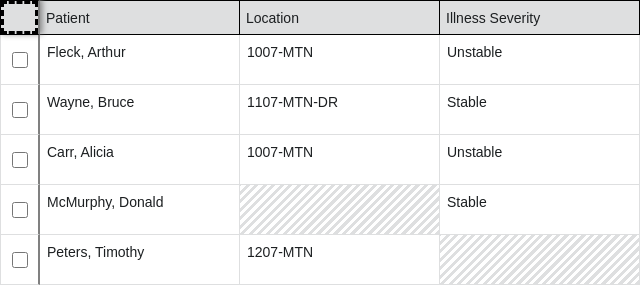 Patient Location Illness Severity
Fleck, Arthur 1007-MTN Unstable
Wayne, Bruce 1107-MTN-DR Stable
Carr, Alicia 1007-MTN Unstable
McMurphy, Donald Stable
Peters, Timothy 1207-MTN